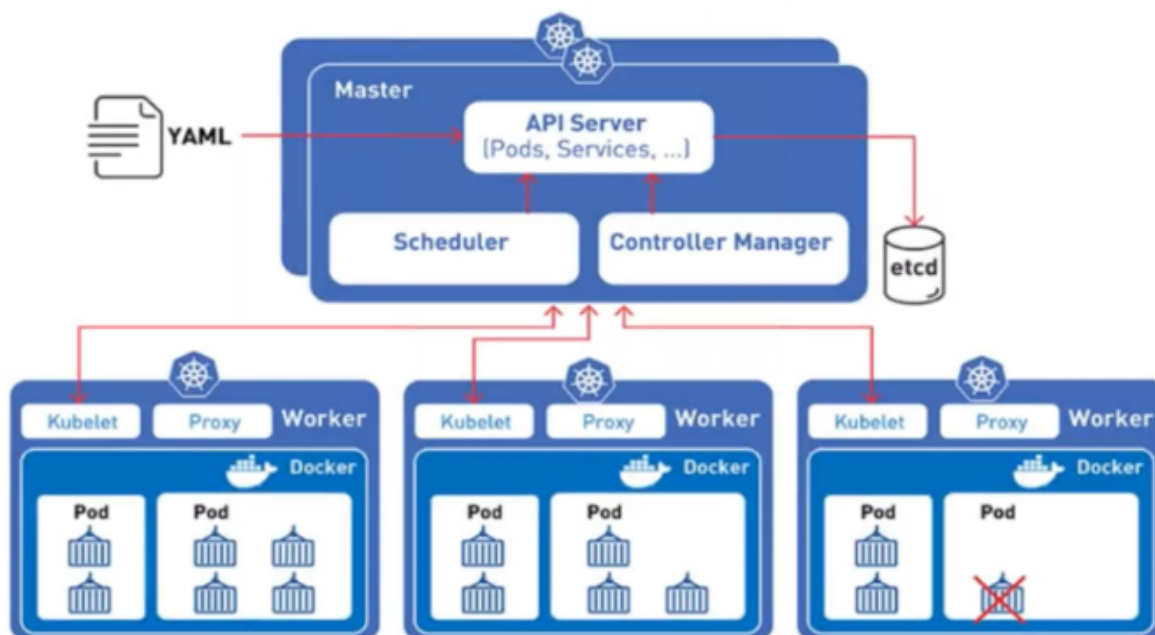 Master
YAML
API Server
(Pods, Services, ...)
Scheduler
Controller Manager
etcd
Kubelet
Proxy
Worker
Docker
Pod
Pod
Kubelet
Proxy
Worker
Docker
Pod
Pod
Kubelet
Proxy
Worker
Docker
Pod
Pod